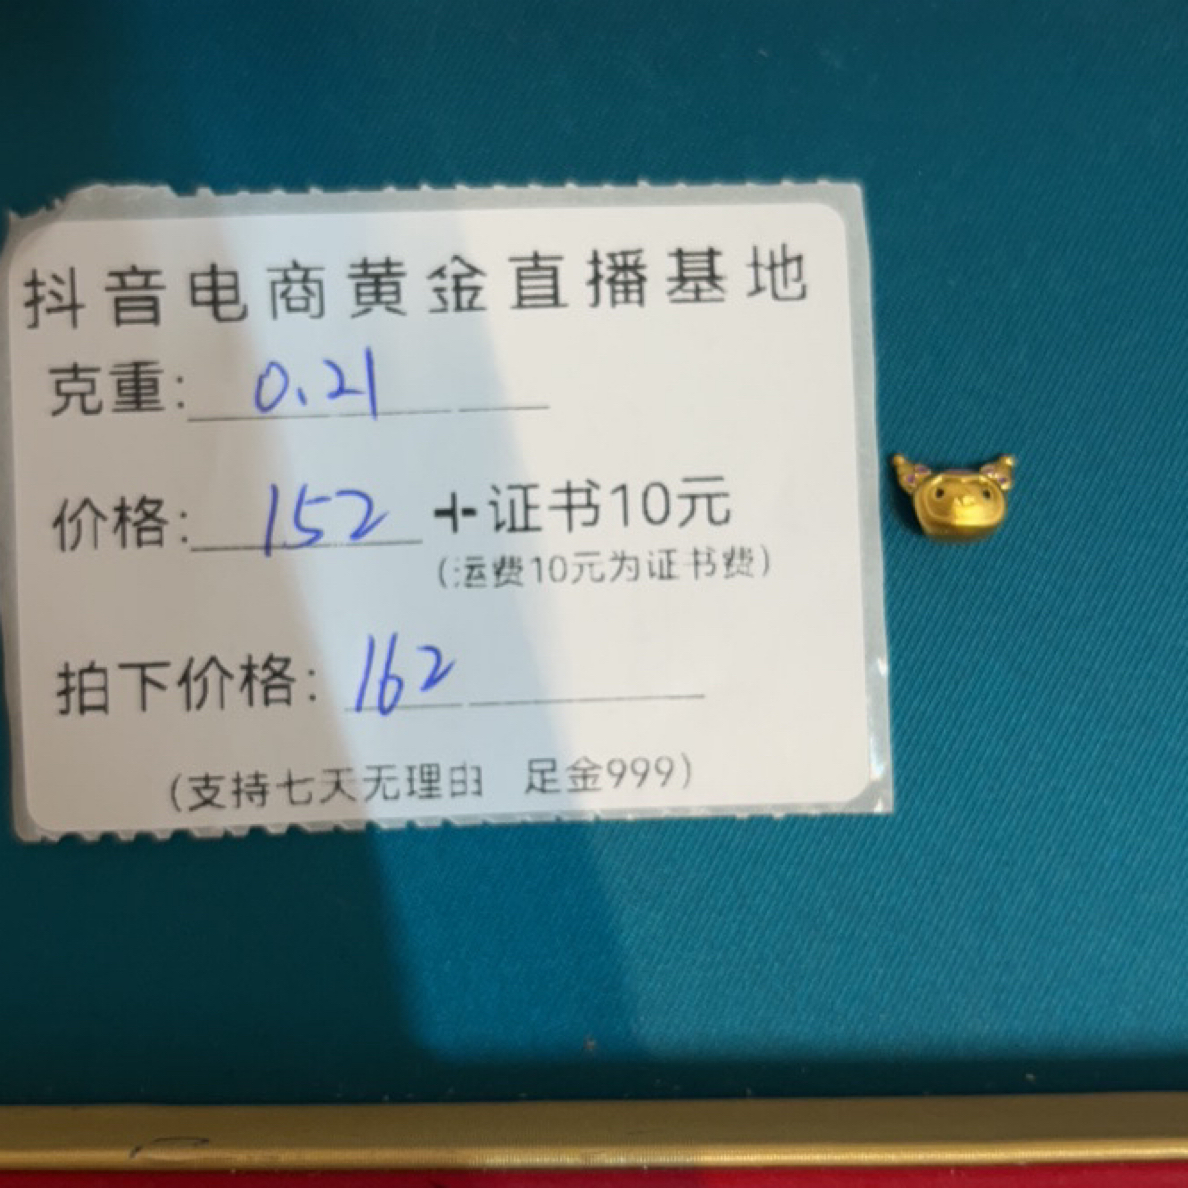 抖音电商黄金直播基地
克重: 0.21
价格: 152 +证书10元
(运费10元为证书费)
拍下价格: 162
(支持七天无理由 足金999)